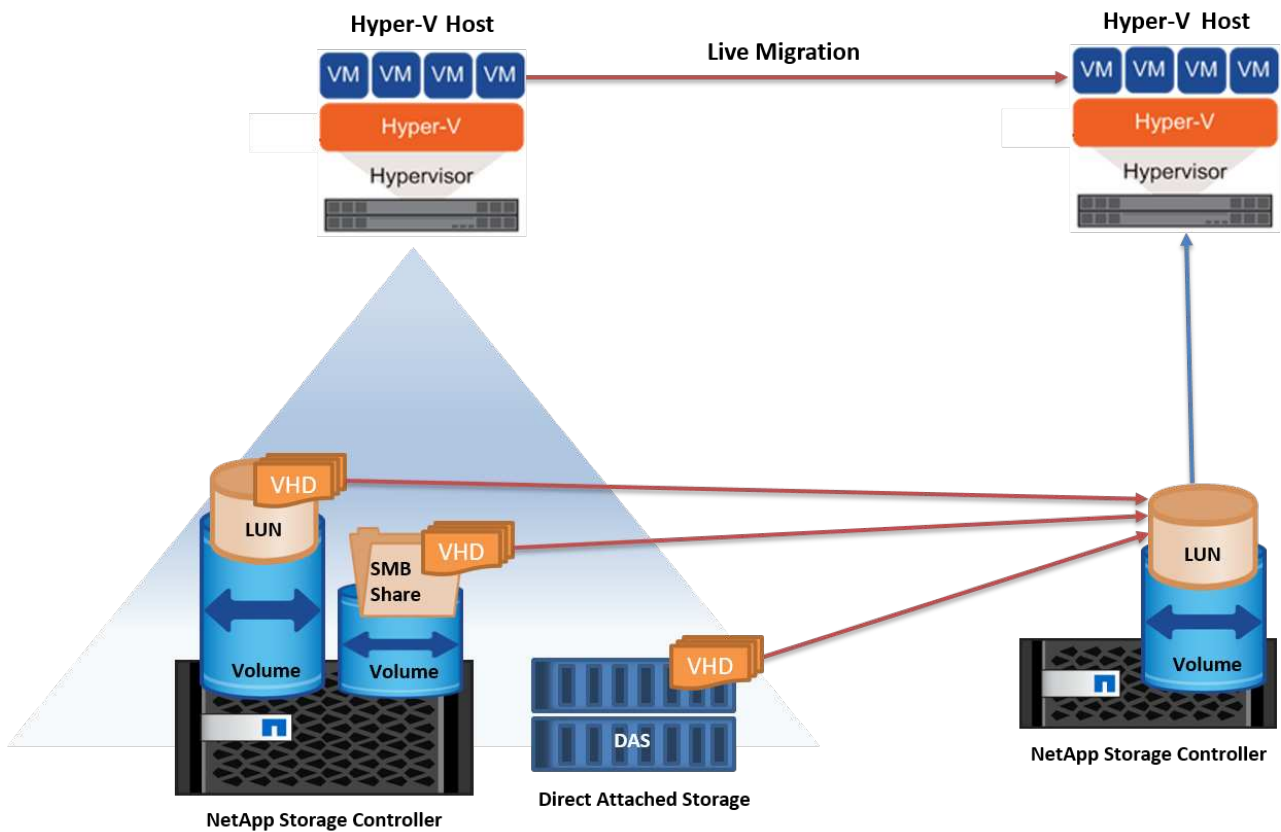 Hyper-V Host
Hyper-V Host
Live Migration
VM VM VM VM
VM VM VM VM
Hyper-V
Hyper-V
Hypervisor
Hypervisor
VHD
LUN
VHD
SMB
Share
LUN
VHD
Volume
Volume
Volume
DAS
NetApp Storage Controller
Direct Attached Storage
NetApp Storage Controller